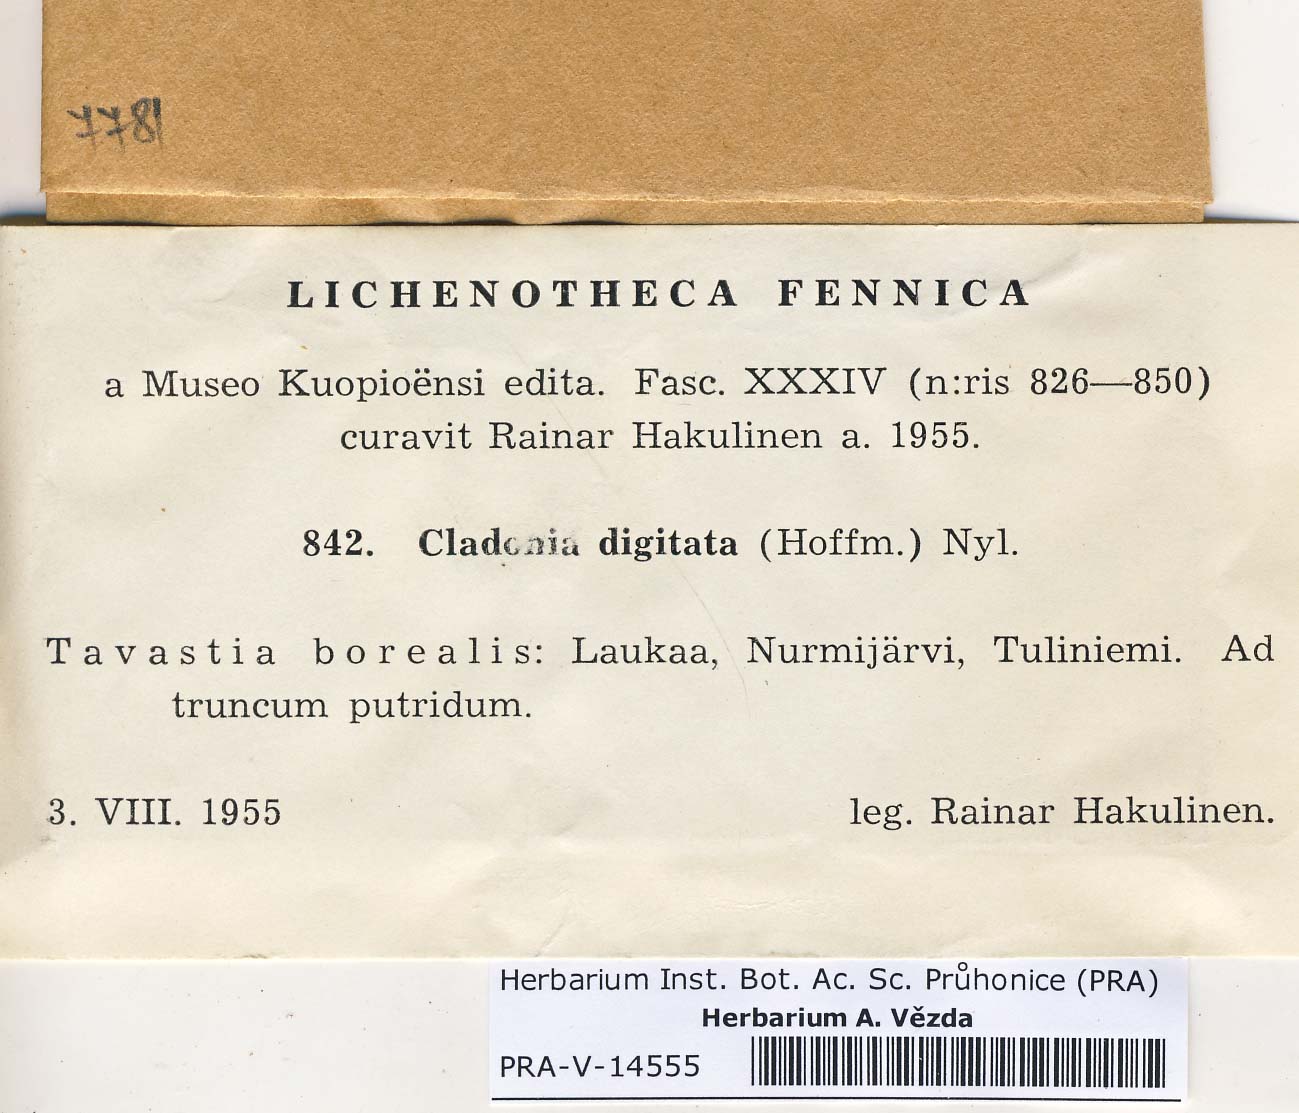 7781
LICHENOTHECA FENNICA
a Museo Kuopioënsi edita. Fasc. XXXIV (n:ris 826—850)
curavit Rainar Hakulinen a. 1955.
842. Cladonia digitata (Hoffm.) Nyl.
Tavastia borealis: Laukaa, Nurmijärvi, Tuliniemi. Ad
truncum putridum.
3. VIII. 1955 leg. Rainar Hakulinen.
Herbarium Inst. Bot. Ac. Sc. Průhonice (PRA)
Herbarium A. Vězda
PRA-V-14555